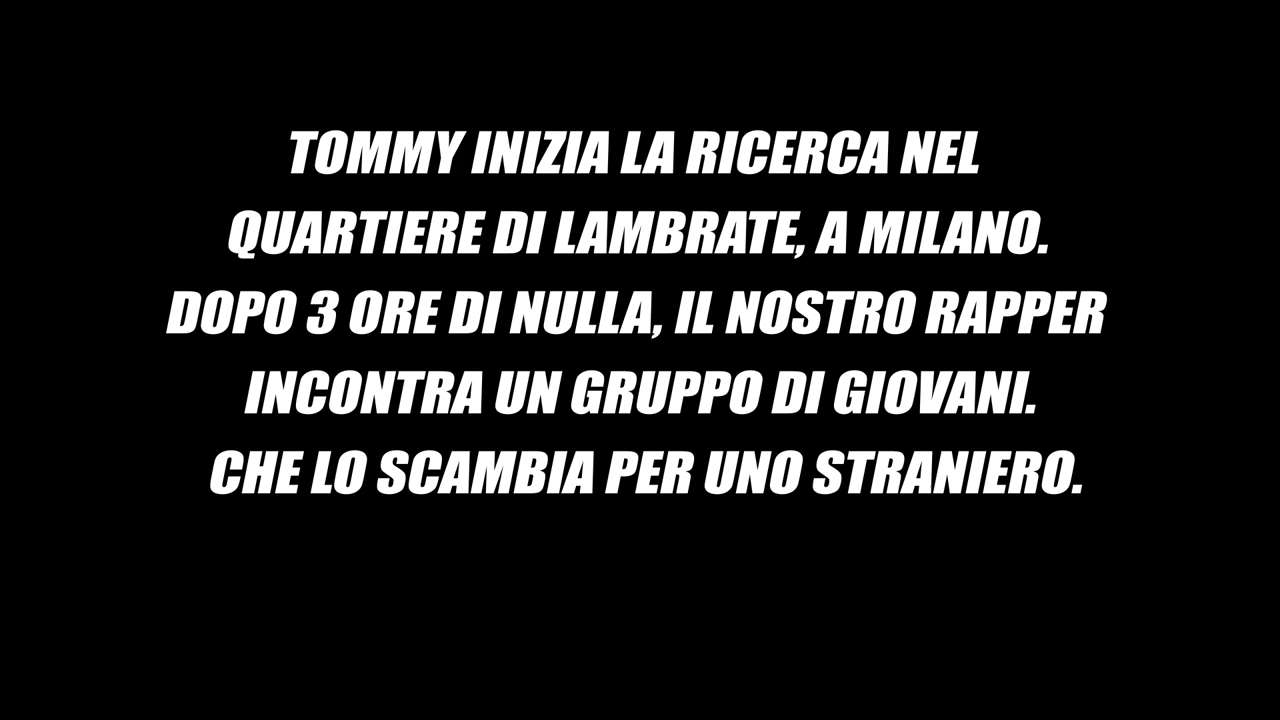 TOMMY INIZIA LA RICERCA NEL
QUARTIERE DI LAMBRATE, A MILANO.
DOPO 3 ORE DI NULLA, IL NOSTRO RAPPER
INCONTRA UN GRUPPO DI GIOVANI.
CHE LO SCAMBIA PER UNO STRANIERO.